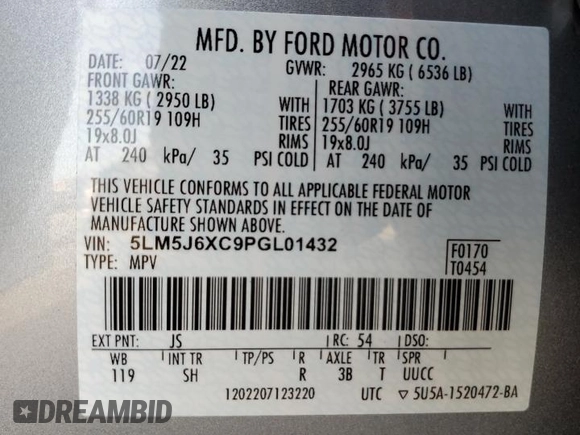 MFD. BY FORD MOTOR CO.
DATE: 07/22 GVWR: 2965 KG ( 6536 LB)
FRONT GAWR: REAR GAWR:
1338 KG ( 2950 LB) WITH 1703 KG ( 3755 LB) WITH
255/60R19 109H TIRES 255/60R19 109H TIRES
19x8.0J RIMS 19x8.0J RIMS
AT 240 kPa/ 35 PSI COLD AT 240 kPa/ 35 PSI COLD
THIS VEHICLE CONFORMS TO ALL APPLICABLE FEDERAL MOTOR
VEHICLE SAFETY STANDARDS IN EFFECT ON THE DATE OF
MANUFACTURE SHOWN ABOVE.
VIN: 5LM5J6XC9PGL01432 F0170
TYPE: MPV T0454
EXT PNT: JS RC: 54 DSO:
WB INT TR TP/PS R AXLE TR SPR
119 SH R 3B T UUCC
1202207123220 UTC ▽ 5U5A-1520472-BA
DREAMBID